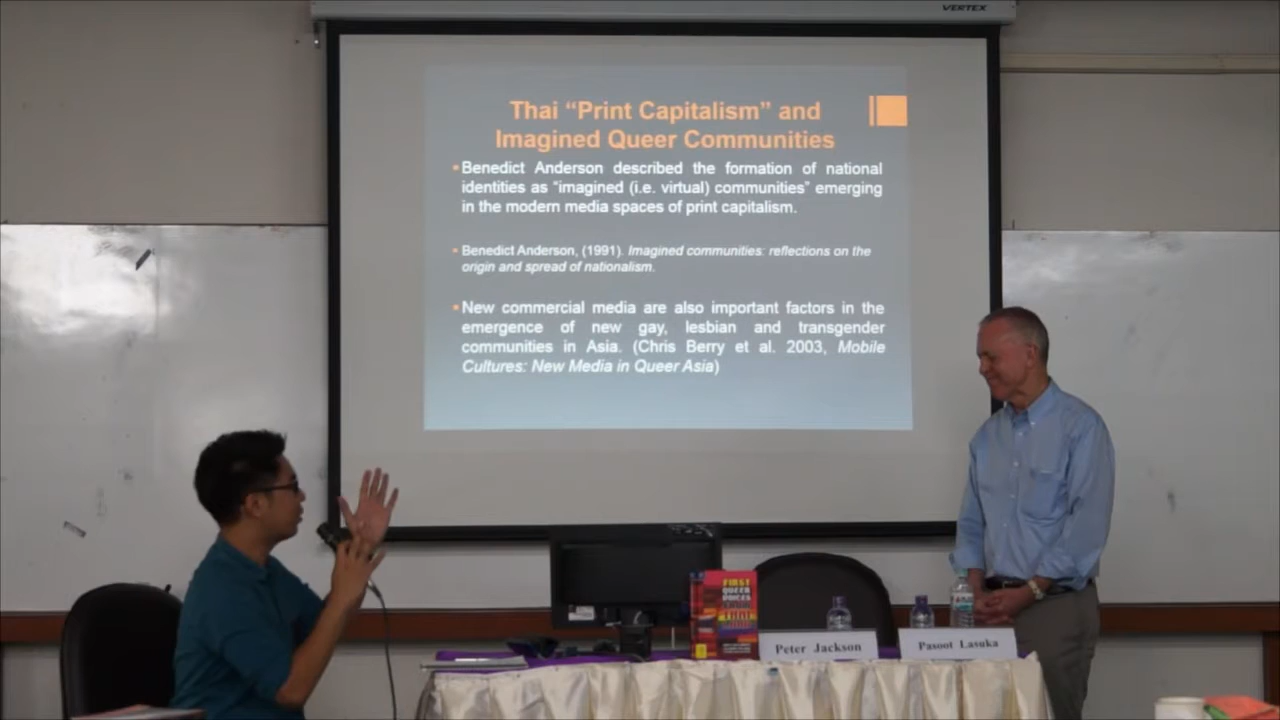 VERTEX
Thai “Print Capitalism” and
Imagined Queer Communities
Benedict Anderson described the formation of national
identities as “imagined (i.e. virtual) communities” emerging
in the modern media spaces of print capitalism.
Benedict Anderson, (1991). Imagined communities: reflections on the
origin and spread of nationalism.
New commercial media are also important factors in the
emergence of new gay, lesbian and transgender
communities in Asia. (Chris Berry et al. 2003, Mobile
Cultures: New Media in Queer Asia)
FIRST
QUEER
VOICES
FROM
THAILAND
Peter Jackson
Pasoot Lasuka